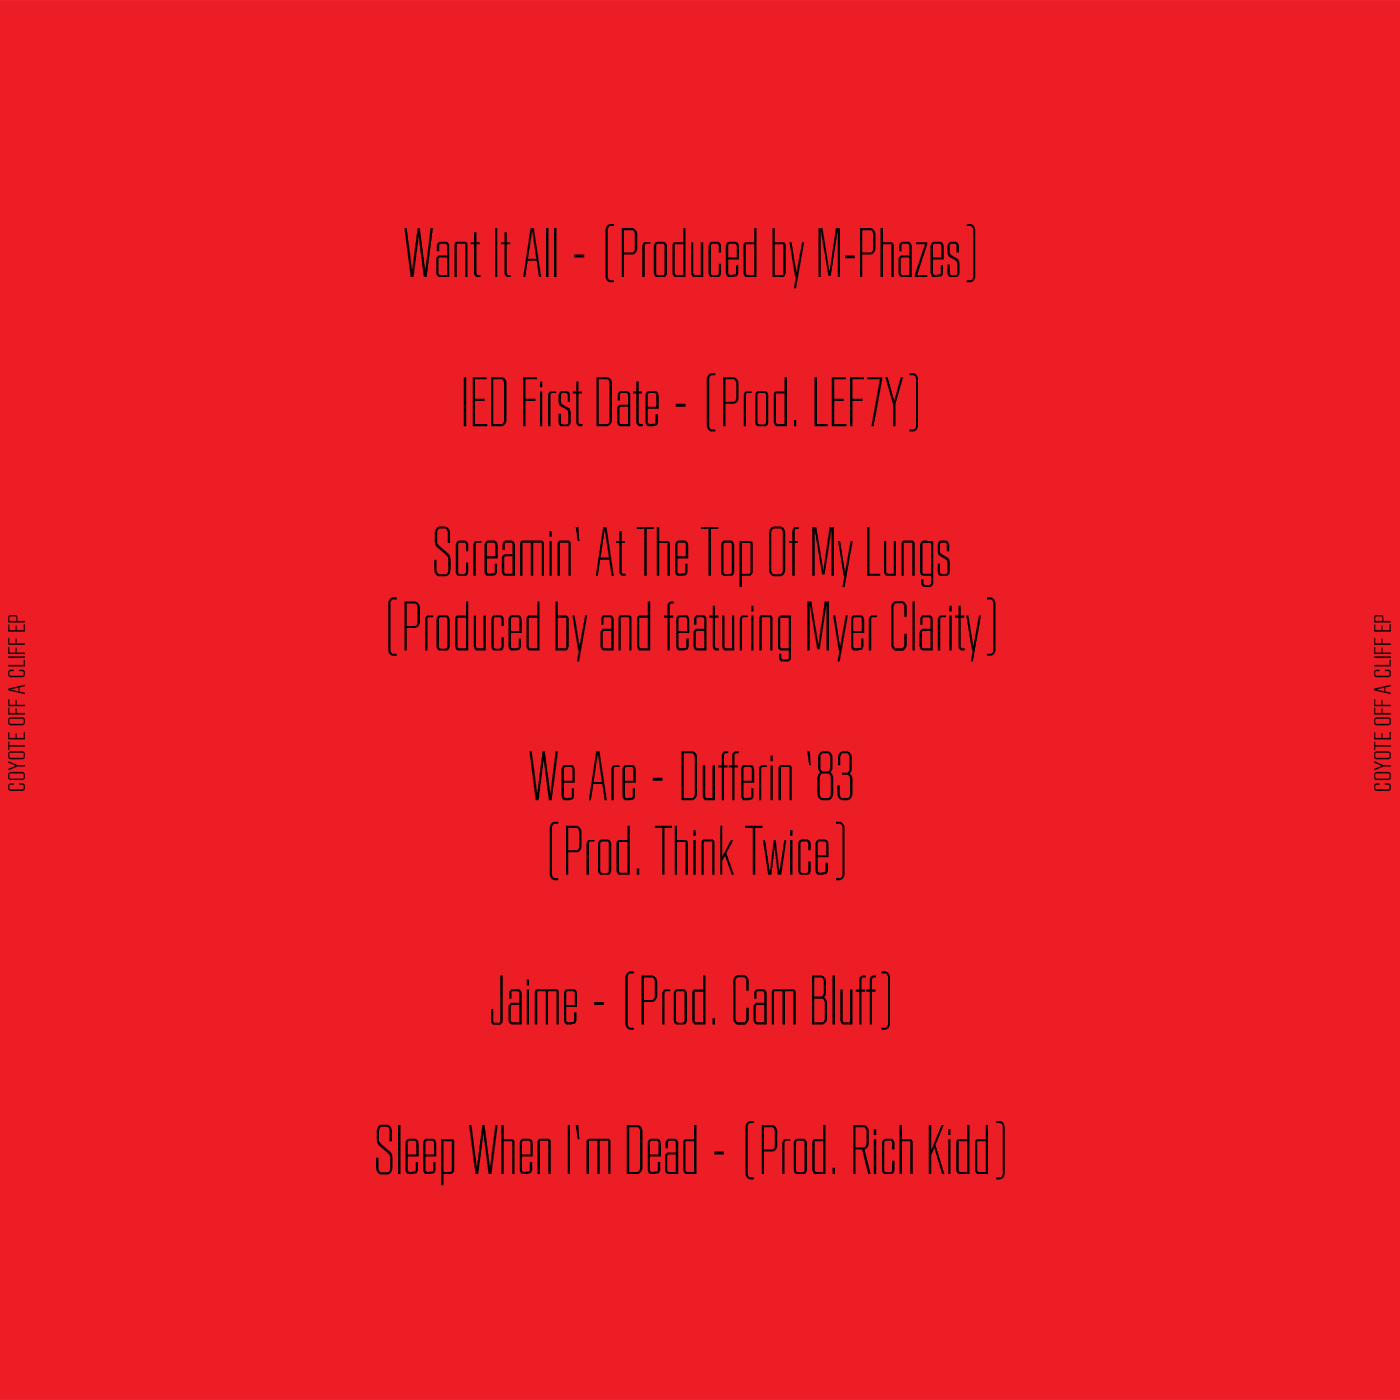 Want It All - (Produced by M-Phazes)
IED First Date - (Prod. LEF7Y)
Screamin‘ At The Top Of My Lungs
(Produced by and featuring Myer Clarity)
We Are - Dufferin ‘83
(Prod. Think Twice)
Jaime - (Prod. Cam Bluff)
Sleep When I‘m Dead - (Prod. Rich Kidd)
COYOTE OFF A CLIFF EP
COYOTE OFF A CLIFF EP